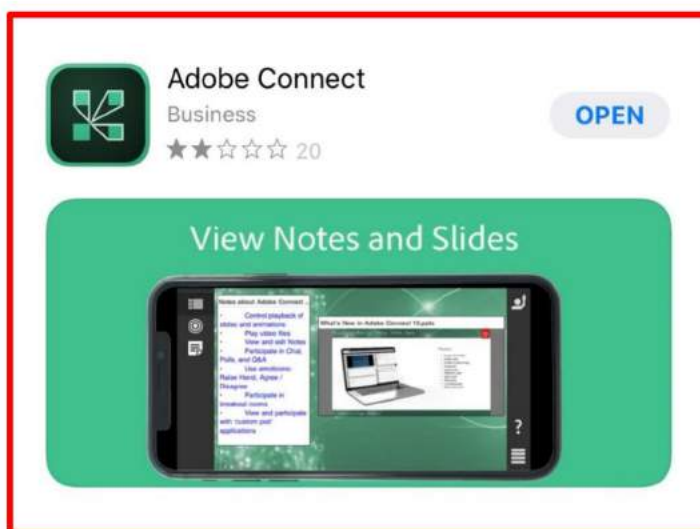 Adobe Connect
Business
20
OPEN
View Notes and Slides
Notes about Adobe Connect ...
Control playback of
slides and animations
Play video files
View and edit Notes
Participate in Chat,
Polls, and Q&A
Use emoticons:
Raise Hand, Agree /
Disagree
Participate in
breakout rooms
View and participate
with 'custom pod'
applications
What's New in Adobe Connect 10.pptx
?